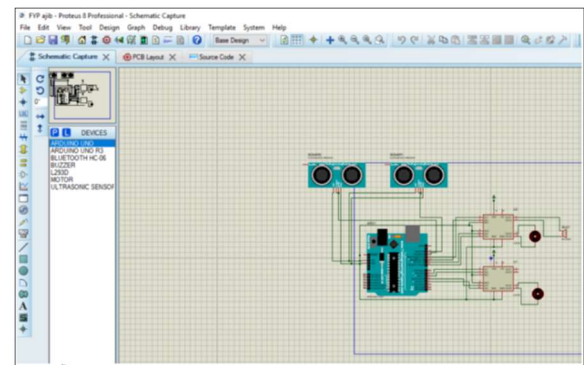 FYP ajib - Proteus 8 Professional - Schematic Capture
File Edit View Tool Design Graph Debug Library Template System Help
Base Design
Schematic Capture PCB Layout Source Code
0°
P L DEVICES
ARDUINO UNO
ARDUINO UNO R3
BLUETOOTH HC-06
BUZZER
L293D
MOTOR
ULTRASONIC SENSOR